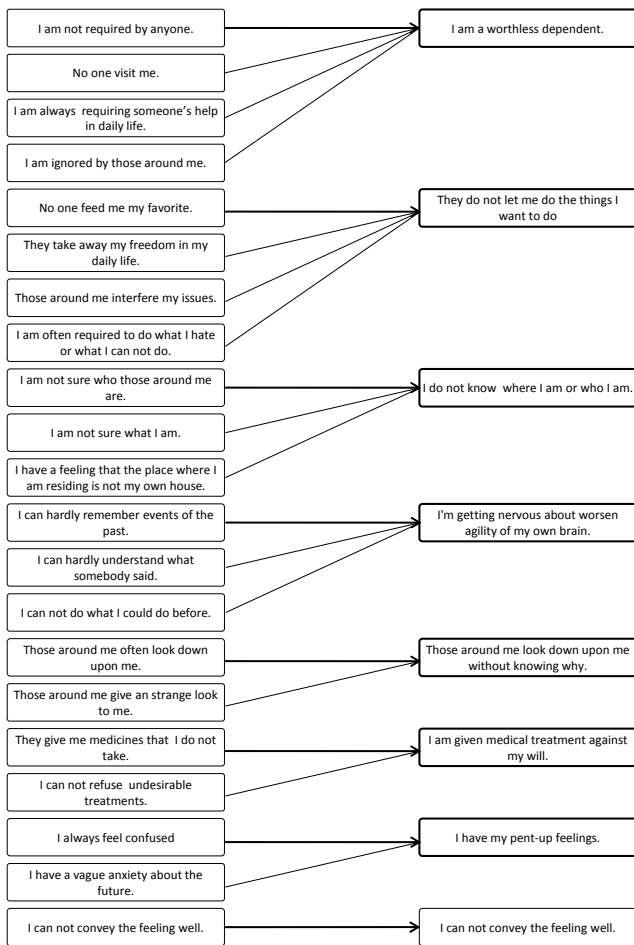 I am not required by anyone.
I am a worthless dependent.
No one visit me.
I am always requiring someone's help
in daily life.
I am ignored by those around me.
No one feed me my favorite.
They do not let me do the things I
want to do
They take away my freedom in my
daily life.
Those around me interfere my issues.
I am often required to do what I hate
or what I can not do.
I am not sure who those around me
are.
I do not know where I am or who I am.
I am not sure what I am.
I have a feeling that the place where I
am residing is not my own house.
I can hardly remember events of the
past.
I'm getting nervous about worsen
agility of my own brain.
I can hardly understand what
somebody said.
I can not do what I could do before.
Those around me often look down
upon me.
Those around me look down upon me
without knowing why.
Those around me give an strange look
to me.
They give me medicines that I do not
take.
I am given medical treatment against
my will.
I can not refuse undesirable
treatments.
I always feel confused
I have my pent-up feelings.
I have a vague anxiety about the
future.
I can not convey the feeling well.
I can not convey the feeling well.